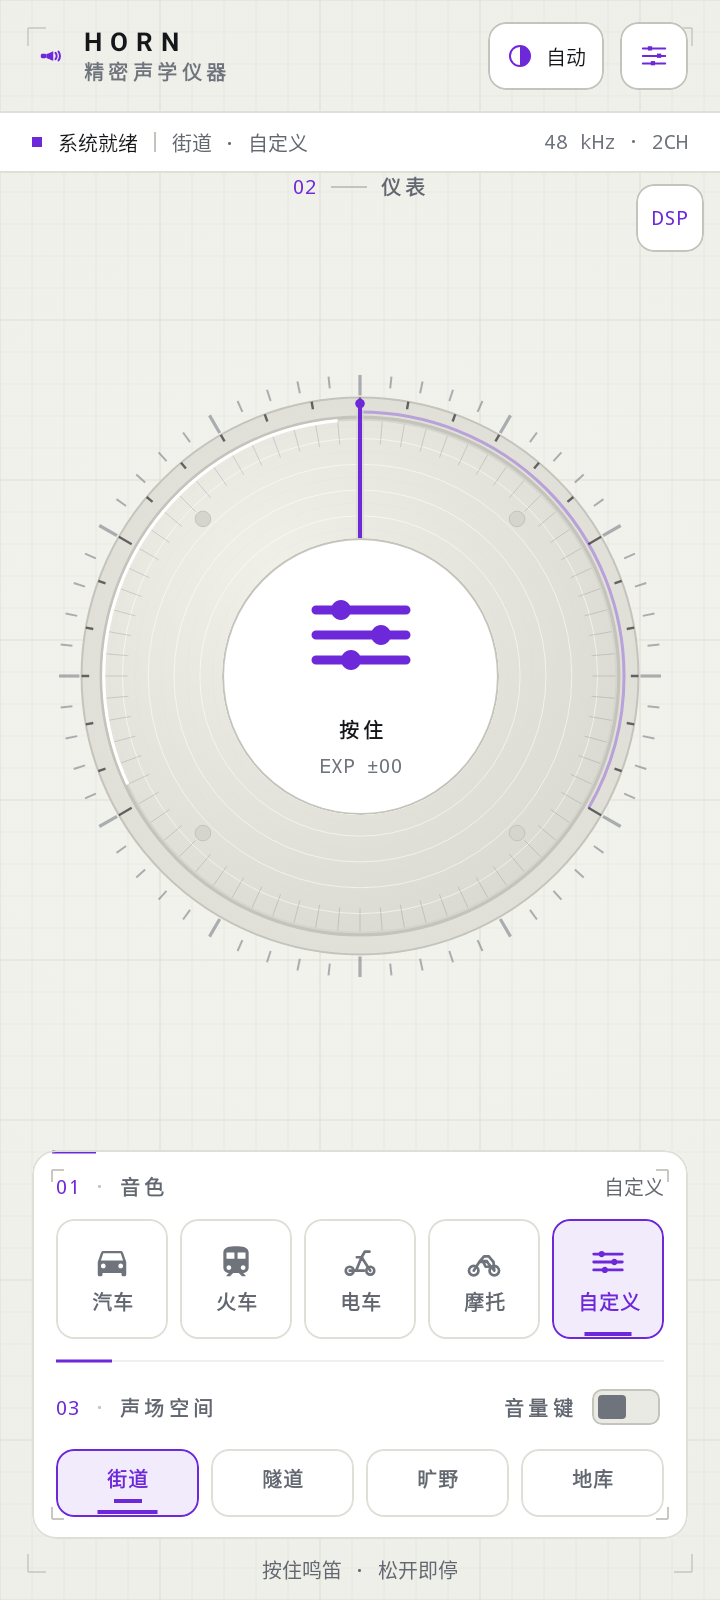 HORN
精密声学仪器
自动
系统就绪 街道 · 自定义 48 kHz · 2CH
02 仪表
DSP
按住
EXP ±00
01 · 音色 自定义
汽车 火车 电车 摩托 自定义
03 · 声场空间 音量键
街道 隧道 旷野 地库
按住鸣笛 · 松开即停